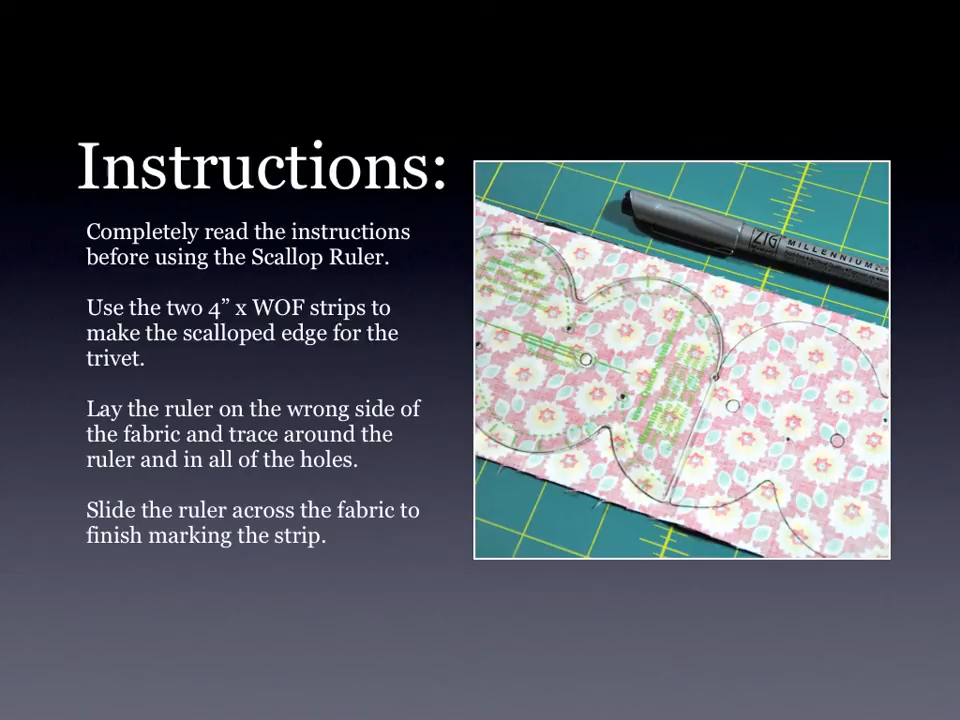 Instructions:
Completely read the instructions
before using the Scallop Ruler.
Use the two 4” x WOF strips to
make the scalloped edge for the
trivet.
Lay the ruler on the wrong side of
the fabric and trace around the
ruler and in all of the holes.
Slide the ruler across the fabric to
finish marking the strip.
ZIG MILLENNIUM